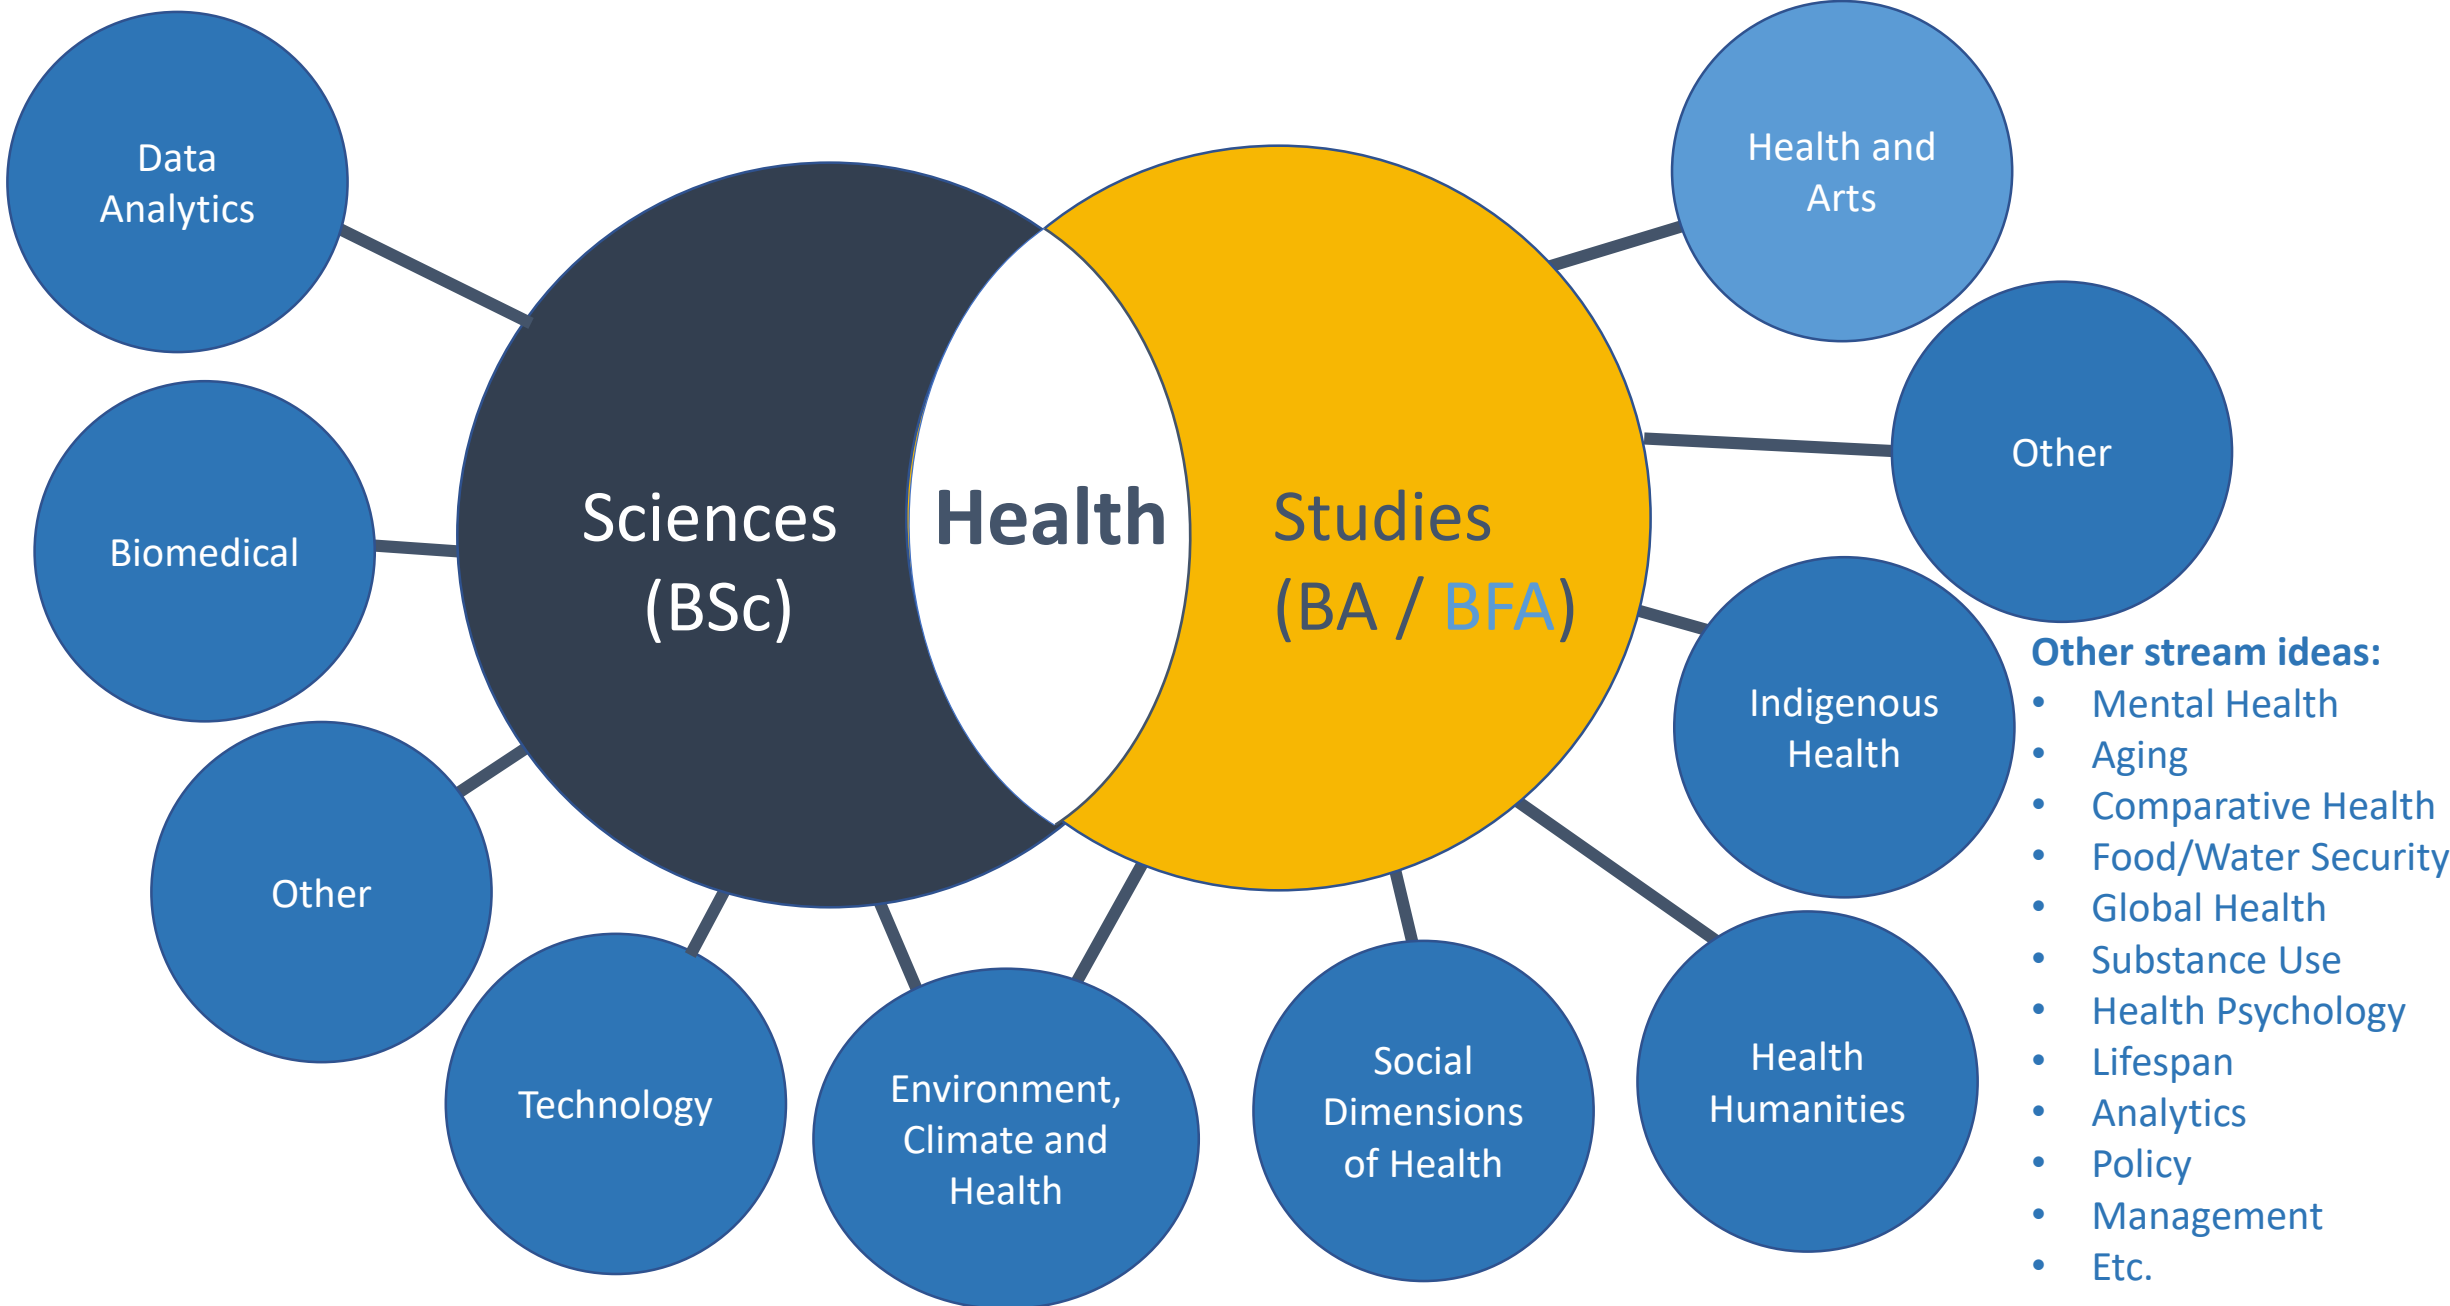 Data
Analytics
Biomedical
Other
Technology
Environment,
Climate and
Health
Sciences
(BSc)
Health
Studies
(BA / BFA)
Health and
Arts
Other
Indigenous
Health
Health
Humanities
Social
Dimensions
of Health
Other stream ideas:
• Mental Health
• Aging
• Comparative Health
• Food/Water Security
• Global Health
• Substance Use
• Health Psychology
• Lifespan
• Analytics
• Policy
• Management
• Etc.